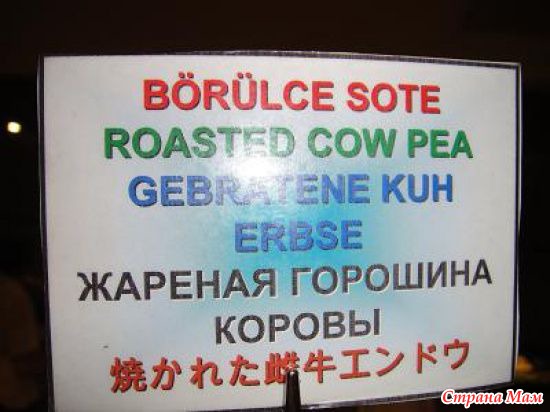 BÖRÜLCE SOTE
ROASTED COW PEA
GEBRATENE KUH
ERBSE
ЖАРЕНАЯ ГОРОШИНА
КОРОВЫ
焼かれた雌牛エンドウ
Страна Мам